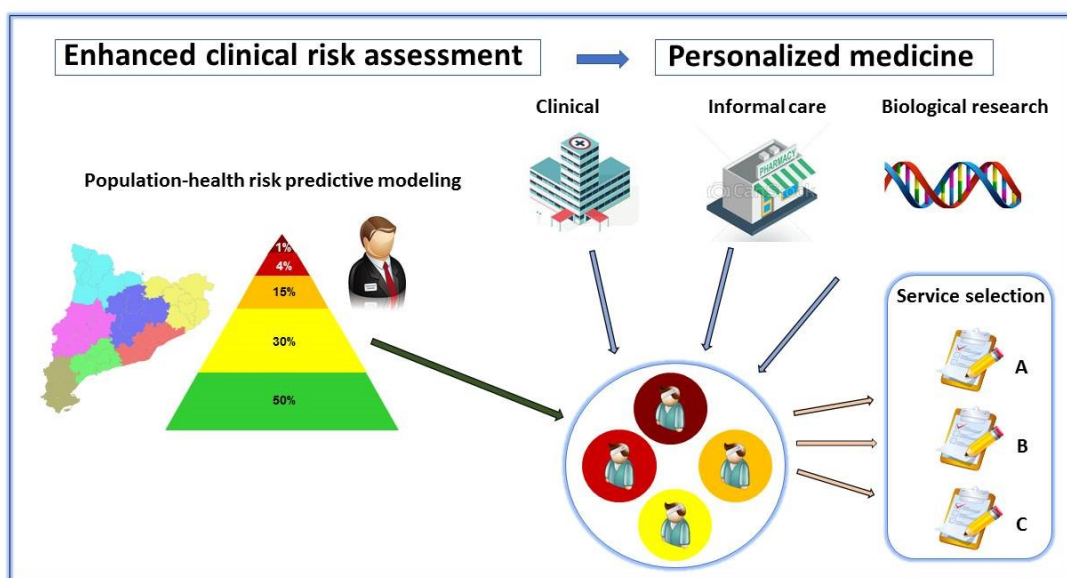 Enhanced clinical risk assessment
Personalized medicine
Clinical
Informal care
Biological research
Population-health risk predictive modeling
PHARMACY
1%
4%
15%
30%
50%
Service selection
A
B
C